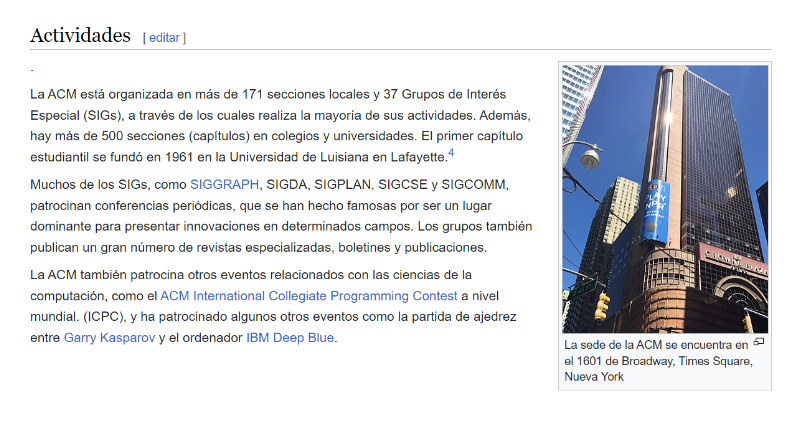 Actividades [ editar ]
.
La ACM está organizada en más de 171 secciones locales y 37 Grupos de Interés
Especial (SIGs), a través de los cuales realiza la mayoría de sus actividades. Además,
hay más de 500 secciones (capítulos) en colegios y universidades. El primer capítulo
estudiantil se fundó en 1961 en la Universidad de Luisiana en Lafayette.4
Muchos de los SIGs, como SIGGRAPH, SIGDA, SIGPLAN, SIGCSE y SIGCOMM,
patrocinan conferencias periódicas, que se han hecho famosas por ser un lugar
dominante para presentar innovaciones en determinados campos. Los grupos también
publican un gran número de revistas especializadas, boletines y publicaciones.
La ACM también patrocina otros eventos relacionados con las ciencias de la
computación, como el ACM International Collegiate Programming Contest a nivel
mundial. (ICPC), y ha patrocinado algunos otros eventos como la partida de ajedrez
entre Garry Kasparov y el ordenador IBM Deep Blue.
PLAY
NPR
La sede de la ACM se encuentra en
el 1601 de Broadway, Times Square,
Nueva York